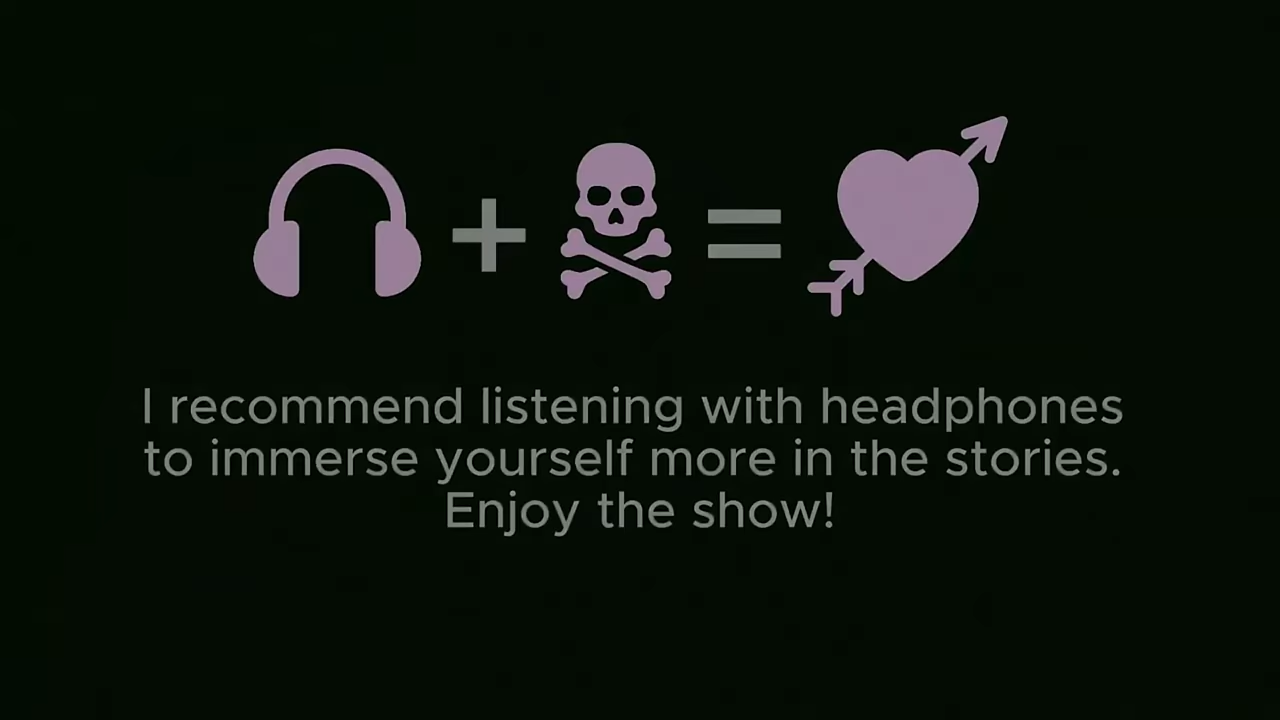 + =
I recommend listening with headphones
to immerse yourself more in the stories.
Enjoy the show!